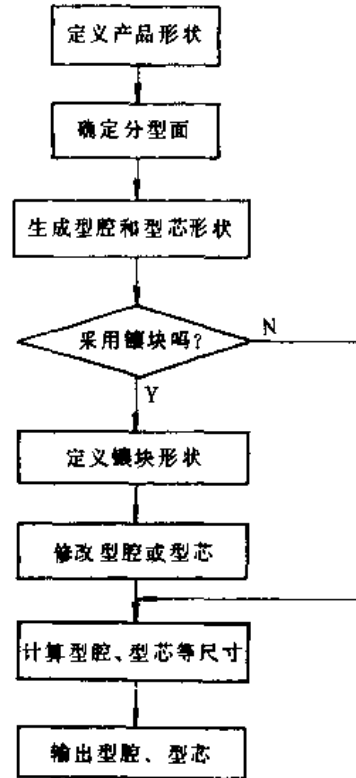 定义产品形状
确定分型面
生成型腔和型芯形状
采用镶块吗?
N
Y
定义镶块形状
修改型腔或型芯
计算型腔、型芯等尺寸
输出型腔、型芯